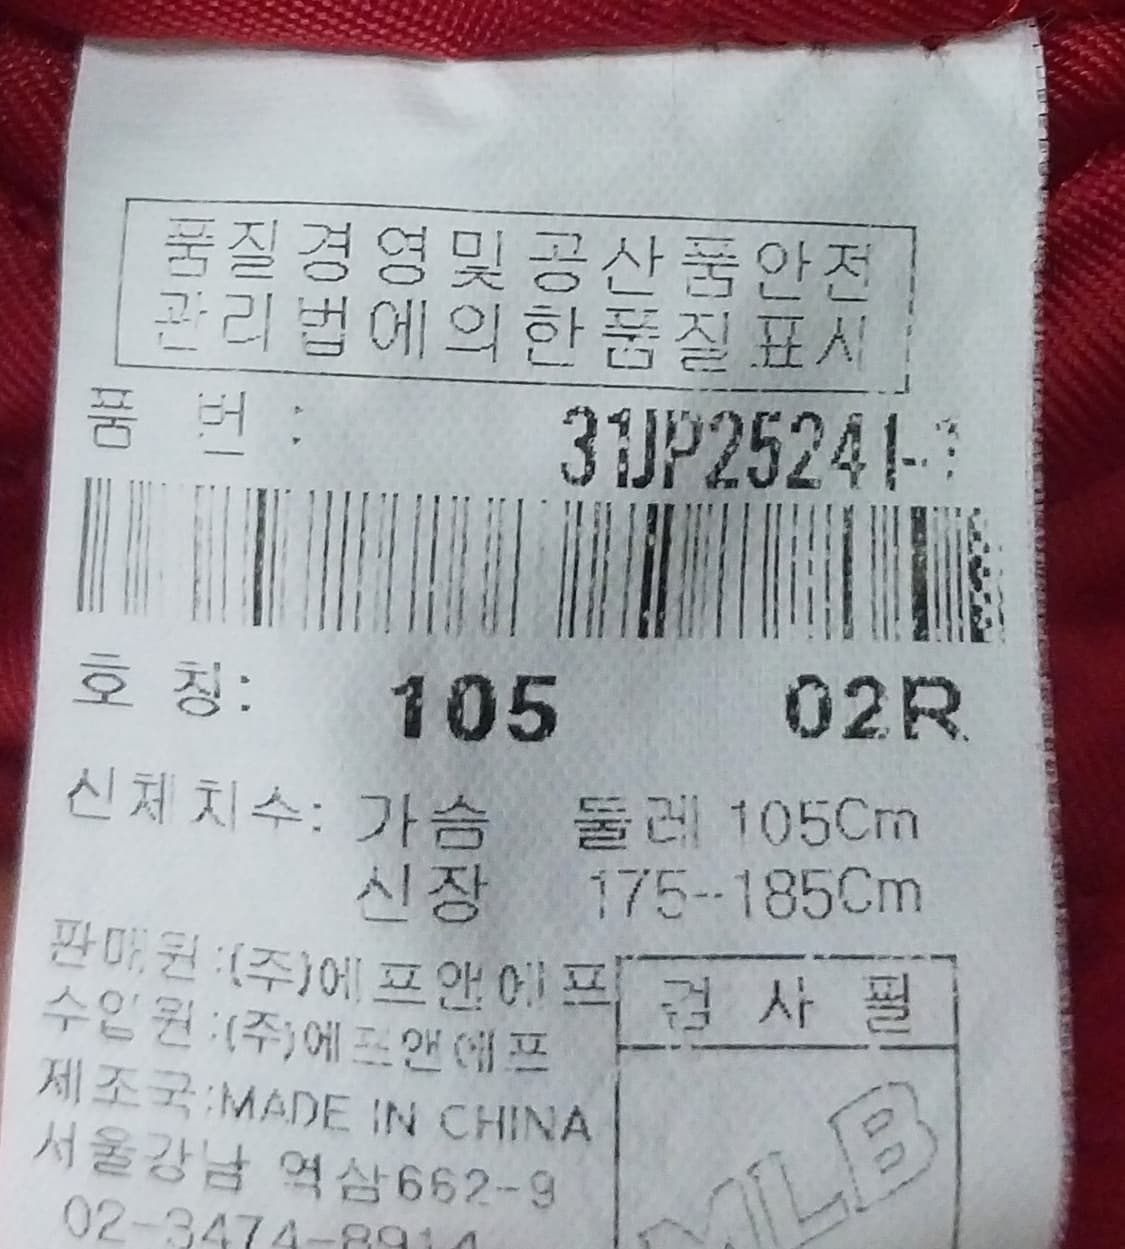 품질경영및공산품안전
관리법에의한품질표시
품 번 : 31JP25241-
호 칭: 105 02R
신체치수: 가슴 둘레 105Cm
신장 175-185Cm
판매원:(주)에프앤에프
수입원:(주)에프앤에프
제조국:MADE IN CHINA
서울강남 역삼662-9
02-3474-8914
검 사 필
MLB